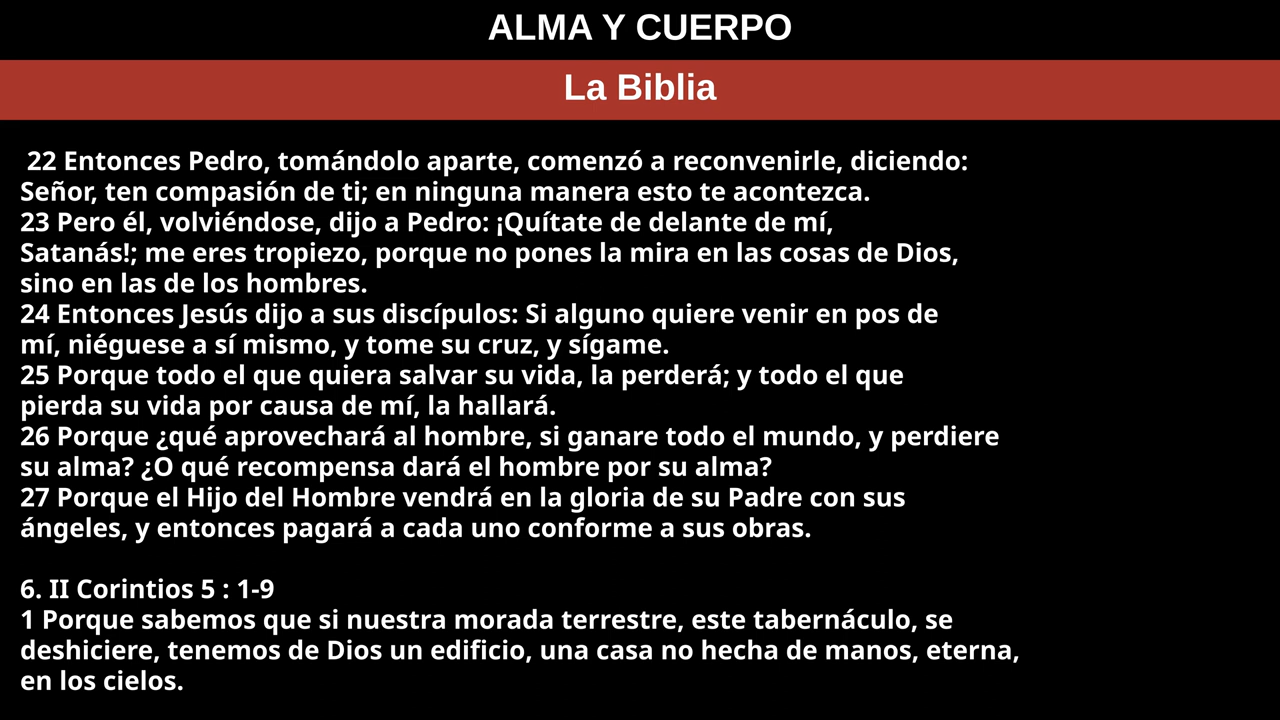 ALMA Y CUERPO
La Biblia
22 Entonces Pedro, tomándolo aparte, comenzó a reconvenirle, diciendo:
Señor, ten compasión de ti; en ninguna manera esto te acontezca.
23 Pero él, volviéndose, dijo a Pedro: ¡Quítate de delante de mí,
Satanás!; me eres tropiezo, porque no pones la mira en las cosas de Dios,
sino en las de los hombres.
24 Entonces Jesús dijo a sus discípulos: Si alguno quiere venir en pos de
mí, niéguese a sí mismo, y tome su cruz, y sígame.
25 Porque todo el que quiera salvar su vida, la perderá; y todo el que
pierda su vida por causa de mí, la hallará.
26 Porque ¿qué aprovechará al hombre, si ganare todo el mundo, y perdiere
su alma? ¿O qué recompensa dará el hombre por su alma?
27 Porque el Hijo del Hombre vendrá en la gloria de su Padre con sus
ángeles, y entonces pagará a cada uno conforme a sus obras.
6. II Corintios 5 : 1-9
1 Porque sabemos que si nuestra morada terrestre, este tabernáculo, se
deshiciere, tenemos de Dios un edificio, una casa no hecha de manos, eterna,
en los cielos.